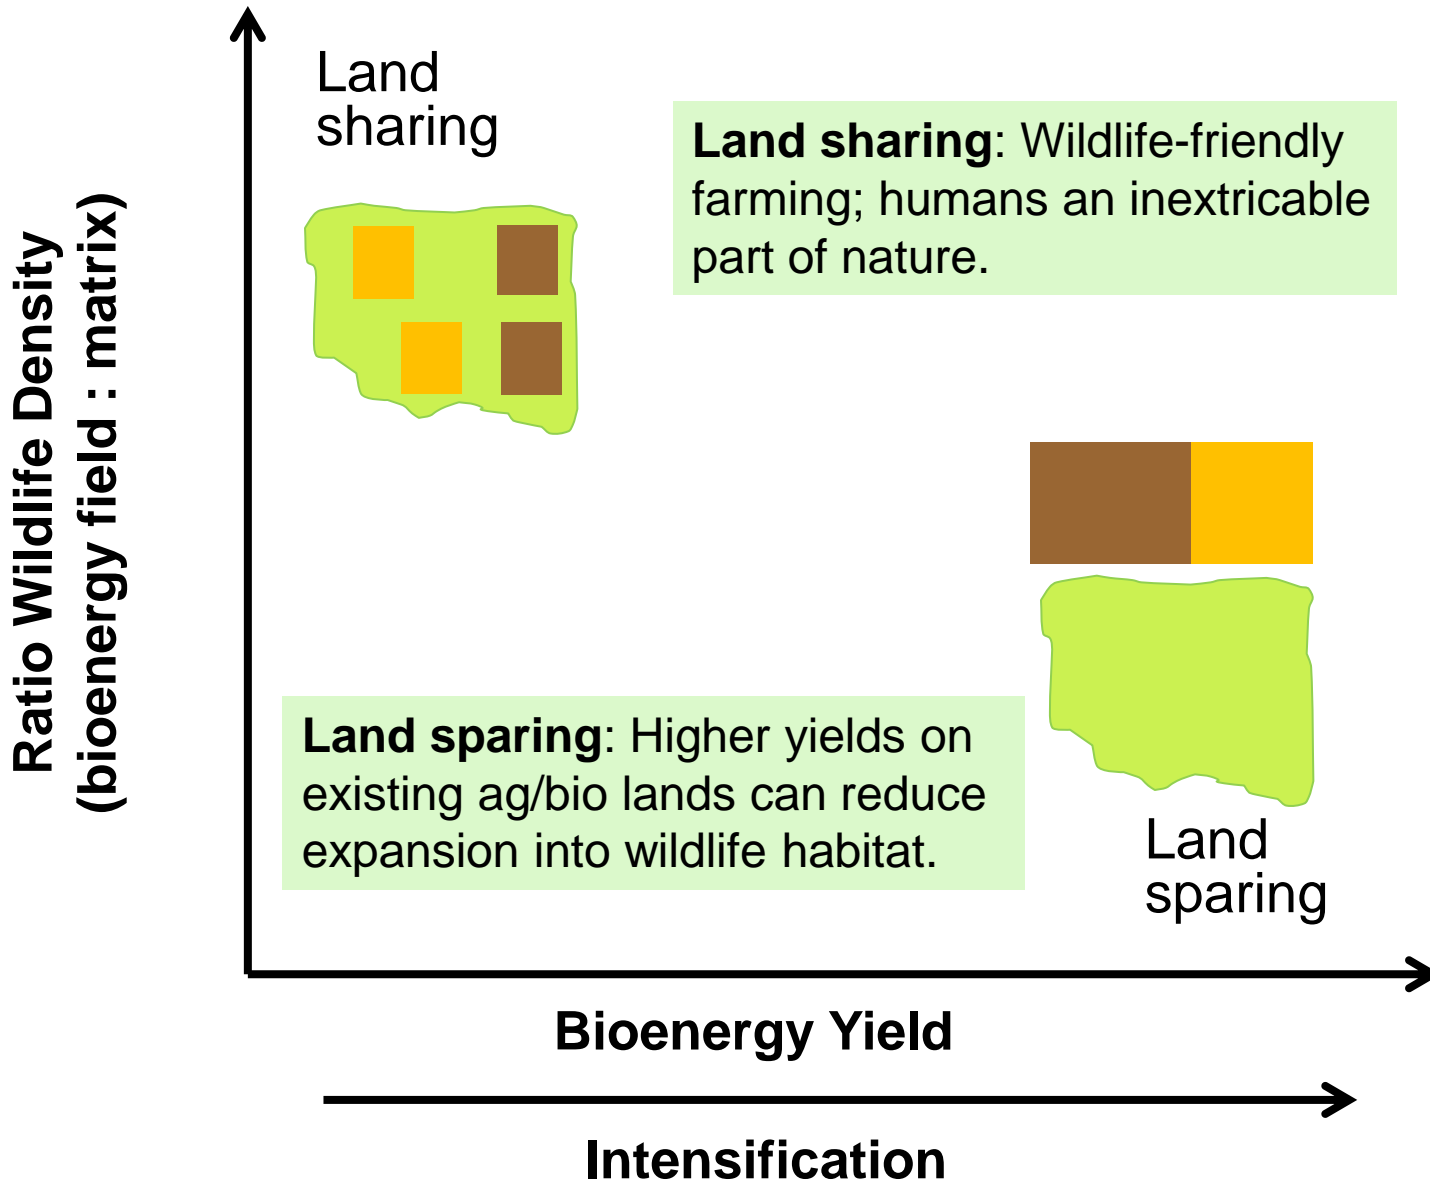 Land
sharing
Land sharing: Wildlife-friendly
farming; humans an inextricable
part of nature.
Ratio Wildlife Density
(bioenergy field : matrix)
Land sparing: Higher yields on
existing ag/bio lands can reduce
expansion into wildlife habitat.
Land
sparing
Bioenergy Yield
Intensification